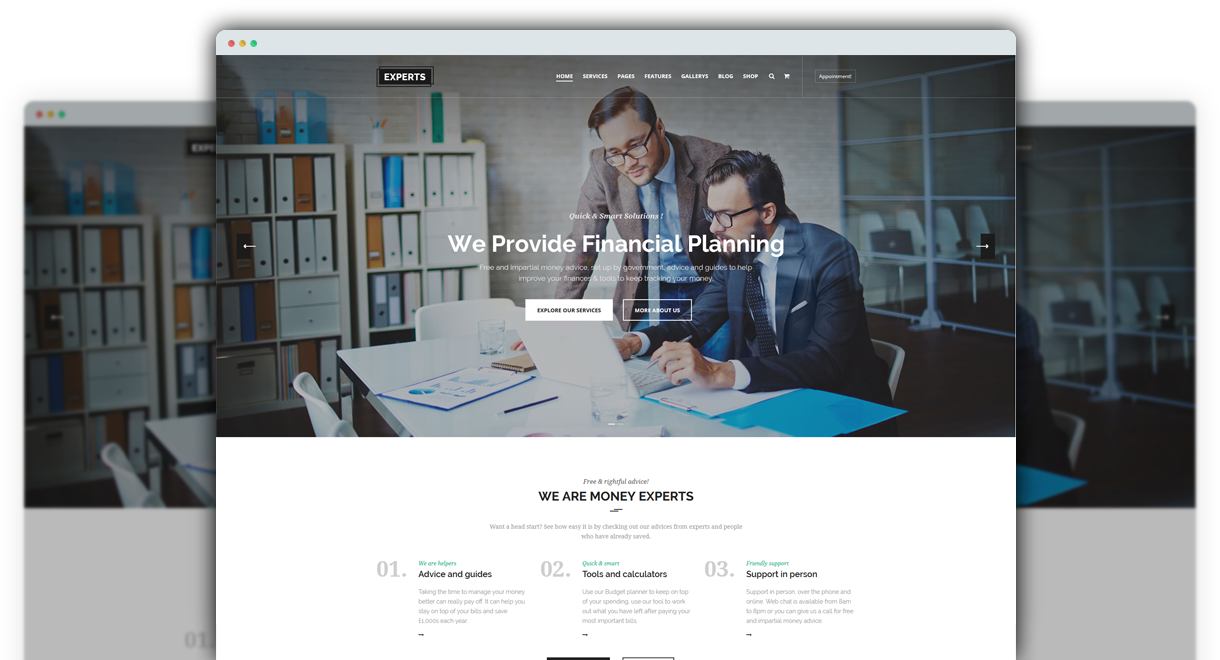 EXPERTS
HOME SERVICES PAGES FEATURES GALLERYS BLOG SHOP
Appointment!
Quick & Smart Solutions !
We Provide Financial Planning
Free and impartial money advice, set up by government, advice and guides to help
improve your finances & tools to keep tracking your money.
EXPLORE OUR SERVICES
MORE ABOUT US
Free & rightful advice!
WE ARE MONEY EXPERTS
Want a head start? See how easy it is by checking out our advices from experts and people
who have already saved.
01.
We are helpers
Advice and guides
Taking the time to manage your money
better can really pay off. It can help you
stay on top of your bills and save
£1,000s each year.
02.
Quick & smart
Tools and calculators
Use our Budget planner to keep on top
of your spending, use our tool to work
out what you have left after paying your
most important bills.
03.
Friendly support
Support in person
Support in person, over the phone and
online. Web chat is available from 8am
to 8pm or you can give us a call for free
and impartial money advice.
EXP
01.